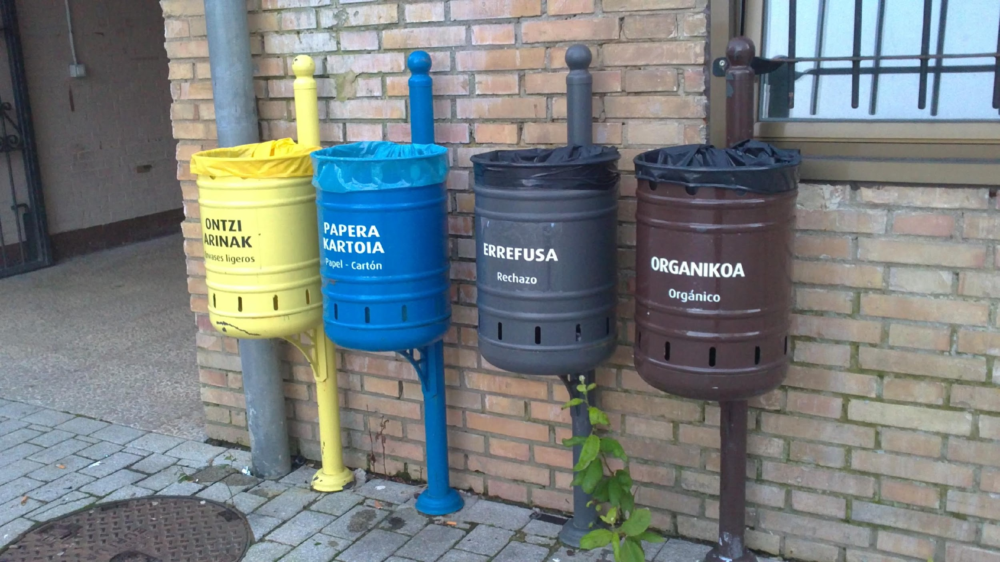 ONTZI
ARINAK
Envases ligeros
PAPERA
KARTOIA
Papel - Cartón
ERREFUSA
Rechazo
ORGANIKOA
Orgánico